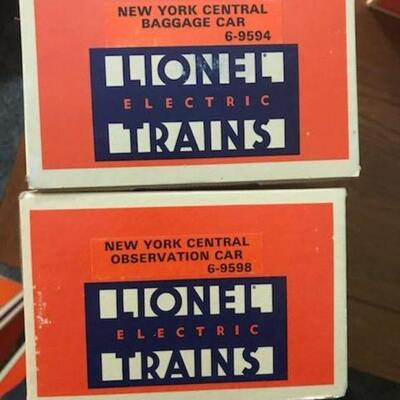 NEW YORK CENTRAL
BAGGAGE CAR
6-9594
LIONEL
ELECTRIC
TRAINS
NEW YORK CENTRAL
OBSERVATION CAR
6-9598
LIONEL
ELECTRIC
TRAINS